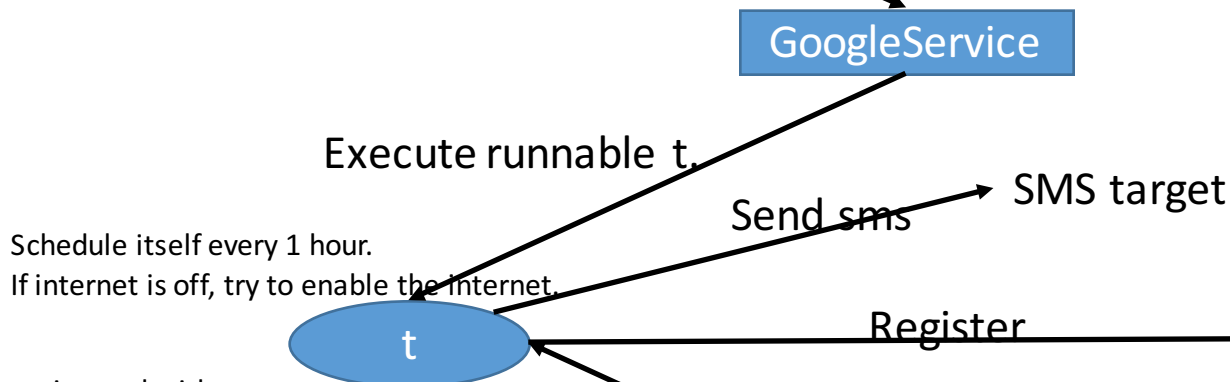 GoogleService
Execute runnable t.
SMS target
Send sms
Schedule itself every 1 hour.
If internet is off, try to enable the internet.
Register
t